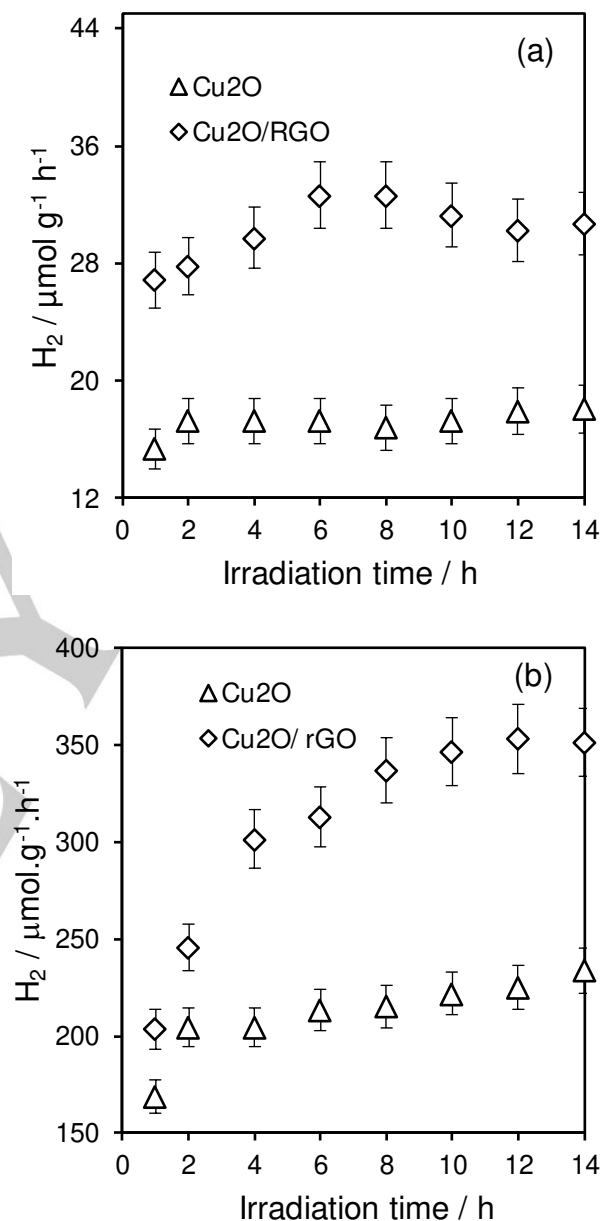 44
(a)
Cu2O
36
Cu2O/RGO
28
20
12
H₂ / µmol g⁻¹ h⁻¹
0 2 4 6 8 10 12 14
Irradiation time / h
400
(b)
Cu2O
350
Cu2O/ rGO
300
250
200
150
H₂ / µmol.g⁻¹.h⁻¹
0 2 4 6 8 10 12 14
Irradiation time / h